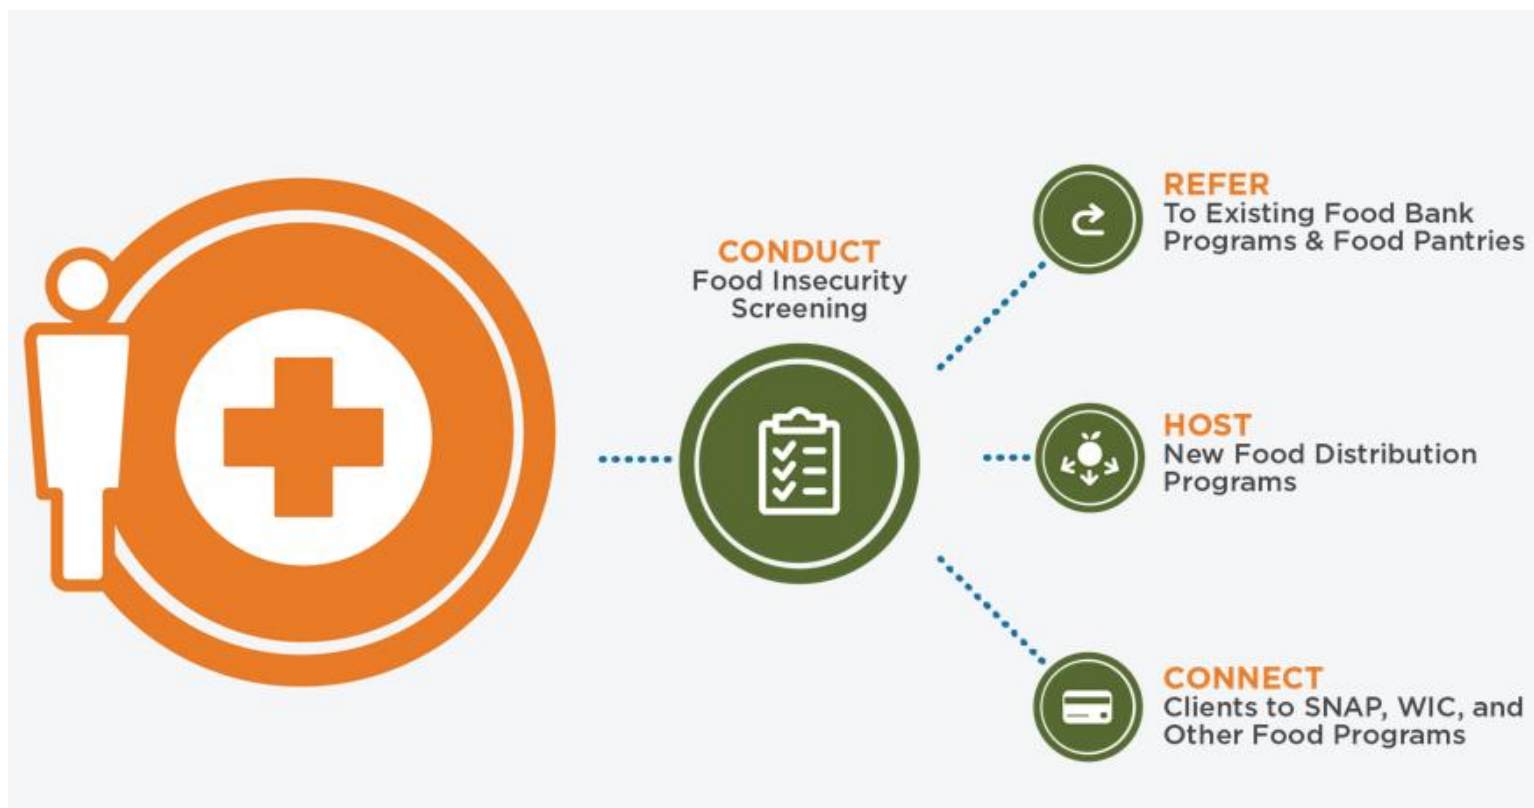 CONDUCT
Food Insecurity
Screening
REFER
To Existing Food Bank
Programs & Food Pantries
HOST
New Food Distribution
Programs
CONNECT
Clients to SNAP, WIC, and
Other Food Programs